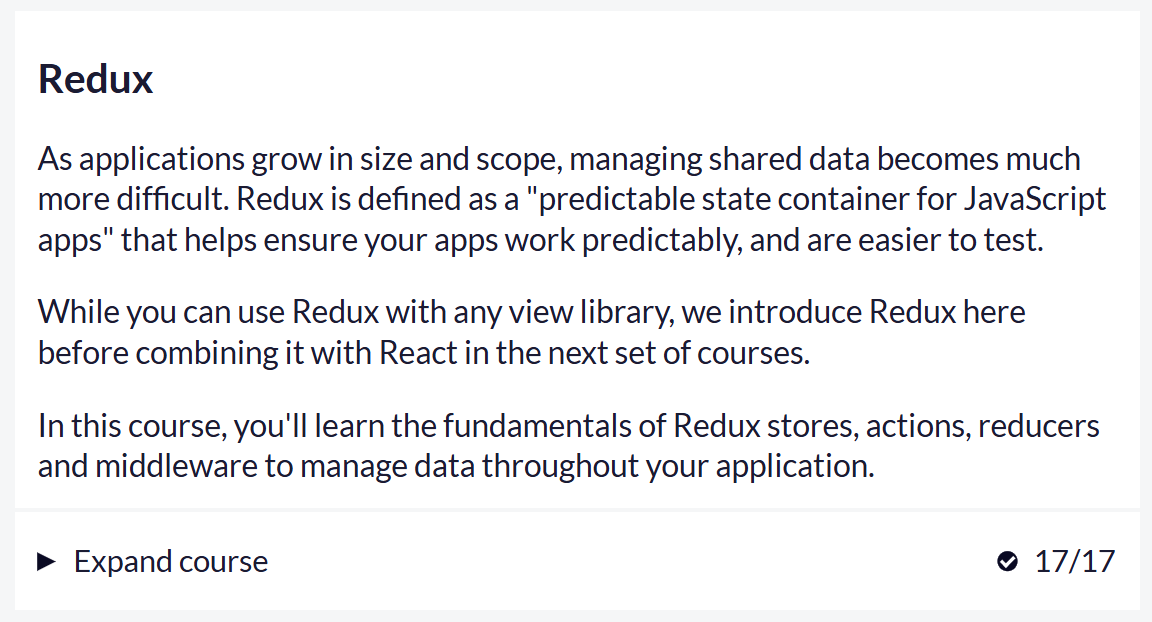 Redux
As applications grow in size and scope, managing shared data becomes much
more difficult. Redux is defined as a "predictable state container for JavaScript
apps" that helps ensure your apps work predictably, and are easier to test.
While you can use Redux with any view library, we introduce Redux here
before combining it with React in the next set of courses.
In this course, you'll learn the fundamentals of Redux stores, actions, reducers
and middleware to manage data throughout your application.
Expand course 17/17